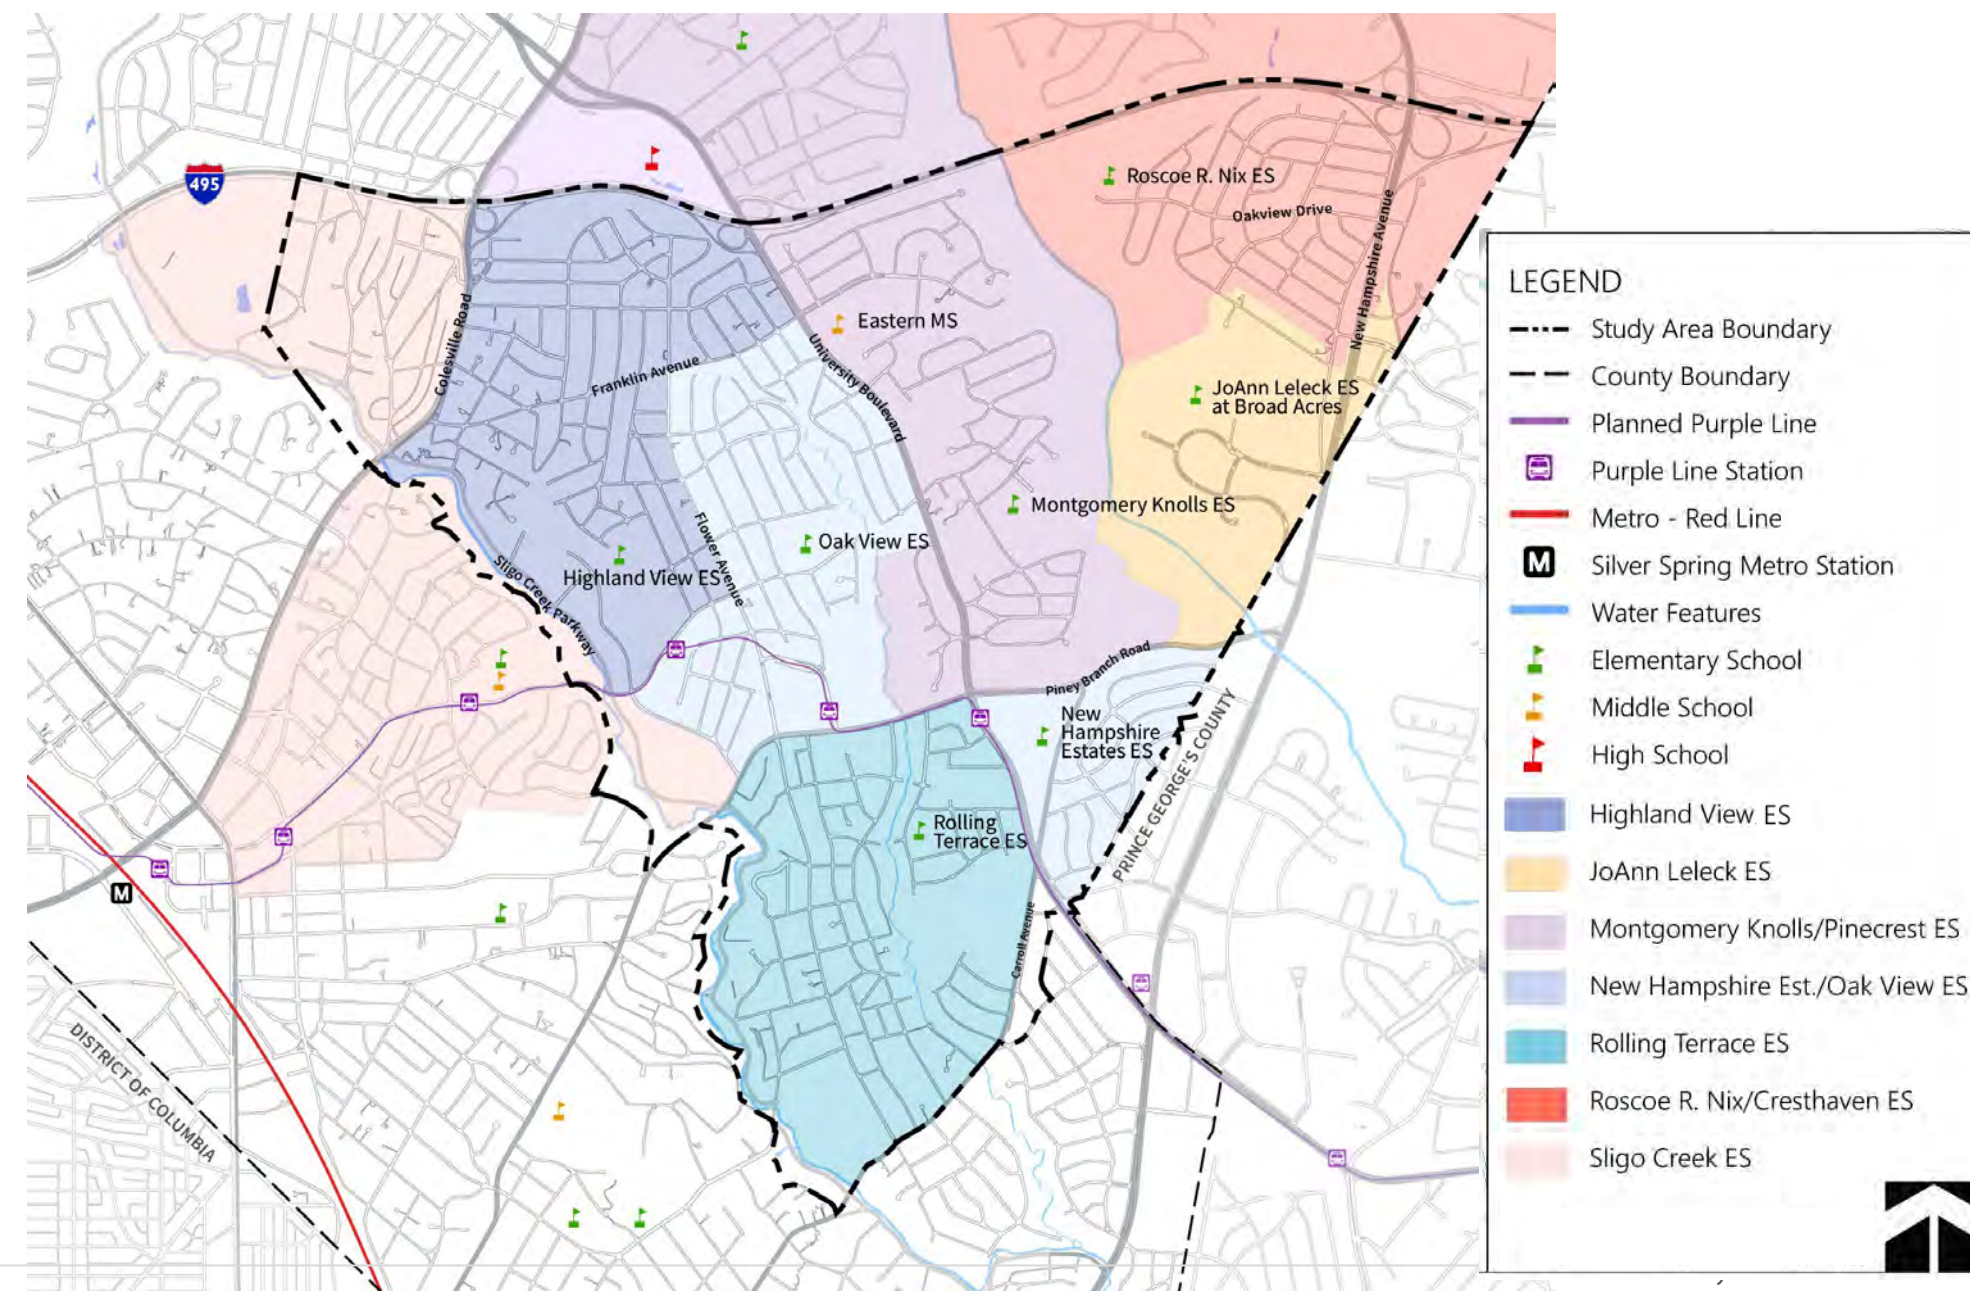 495
Roscoe R. Nix ES
Oakview Drive
New Hampshire Avenue
Colesville Road
Eastern MS
University Boulevard
Franklin Avenue
JoAnn Leleck ES
at Broad Acres
Montgomery Knolls ES
Flower Avenue
Oak View ES
Highland View ES
Sligo Creek Parkway
Piney Branch Road
New
Hampshire
Estates ES
PRINCE GEORGE'S COUNTY
Rolling
Terrace ES
Carroll Avenue
M
DISTRICT OF COLUMBIA
LEGEND
Study Area Boundary
County Boundary
Planned Purple Line
Purple Line Station
Metro - Red Line
M
Silver Spring Metro Station
Water Features
Elementary School
Middle School
High School
Highland View ES
JoAnn Leleck ES
Montgomery Knolls/Pinecrest ES
New Hampshire Est./Oak View ES
Rolling Terrace ES
Roscoe R. Nix/Cresthaven ES
Sligo Creek ES